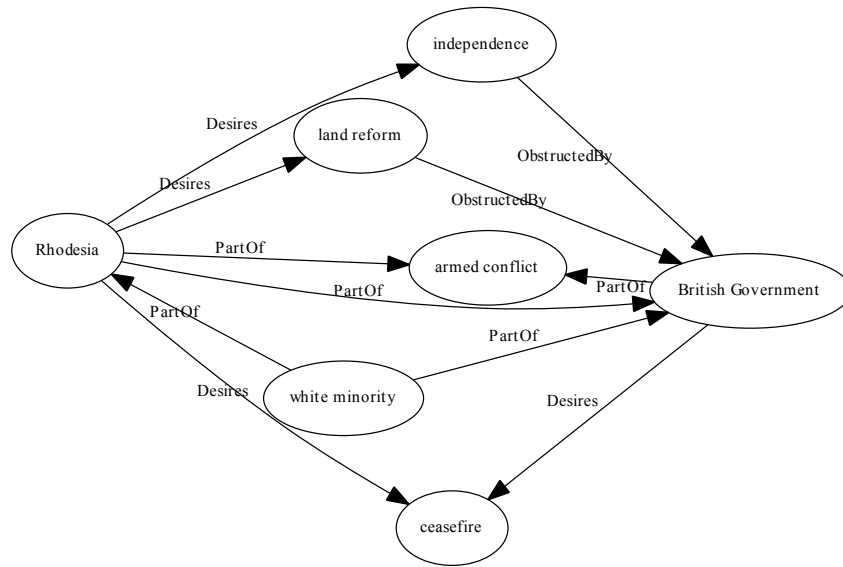 independence
Desires
land reform
ObstructedBy
Desires
ObstructedBy
Rhodesia
PartOf
armed conflict
PartOf
British Government
PartOf
PartOf
PartOf
white minority
Desires
Desires
ceasefire